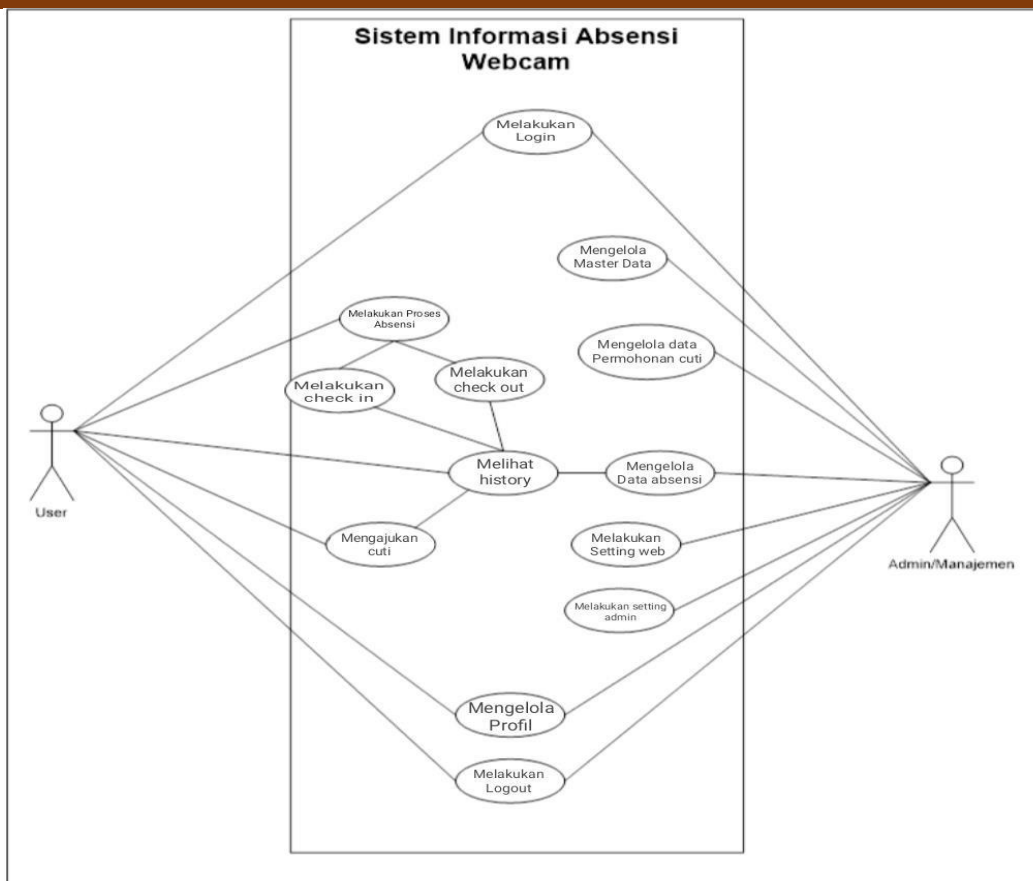 Sistem Informasi Absensi
Webcam
Melakukan
Login
Mengelola
Master Data
Melakukan Proses
Absensi
Mengelola data
Permohonan cuti
Melakukan
check out
Melakukan
check in
Melihat
history
Mengelola
Data absensi
User
Mengajukan
cuti
Melakukan
Setting web
Admin/Manajemen
Melakukan setting
admin
Mengelola
Profil
Melakukan
Logout